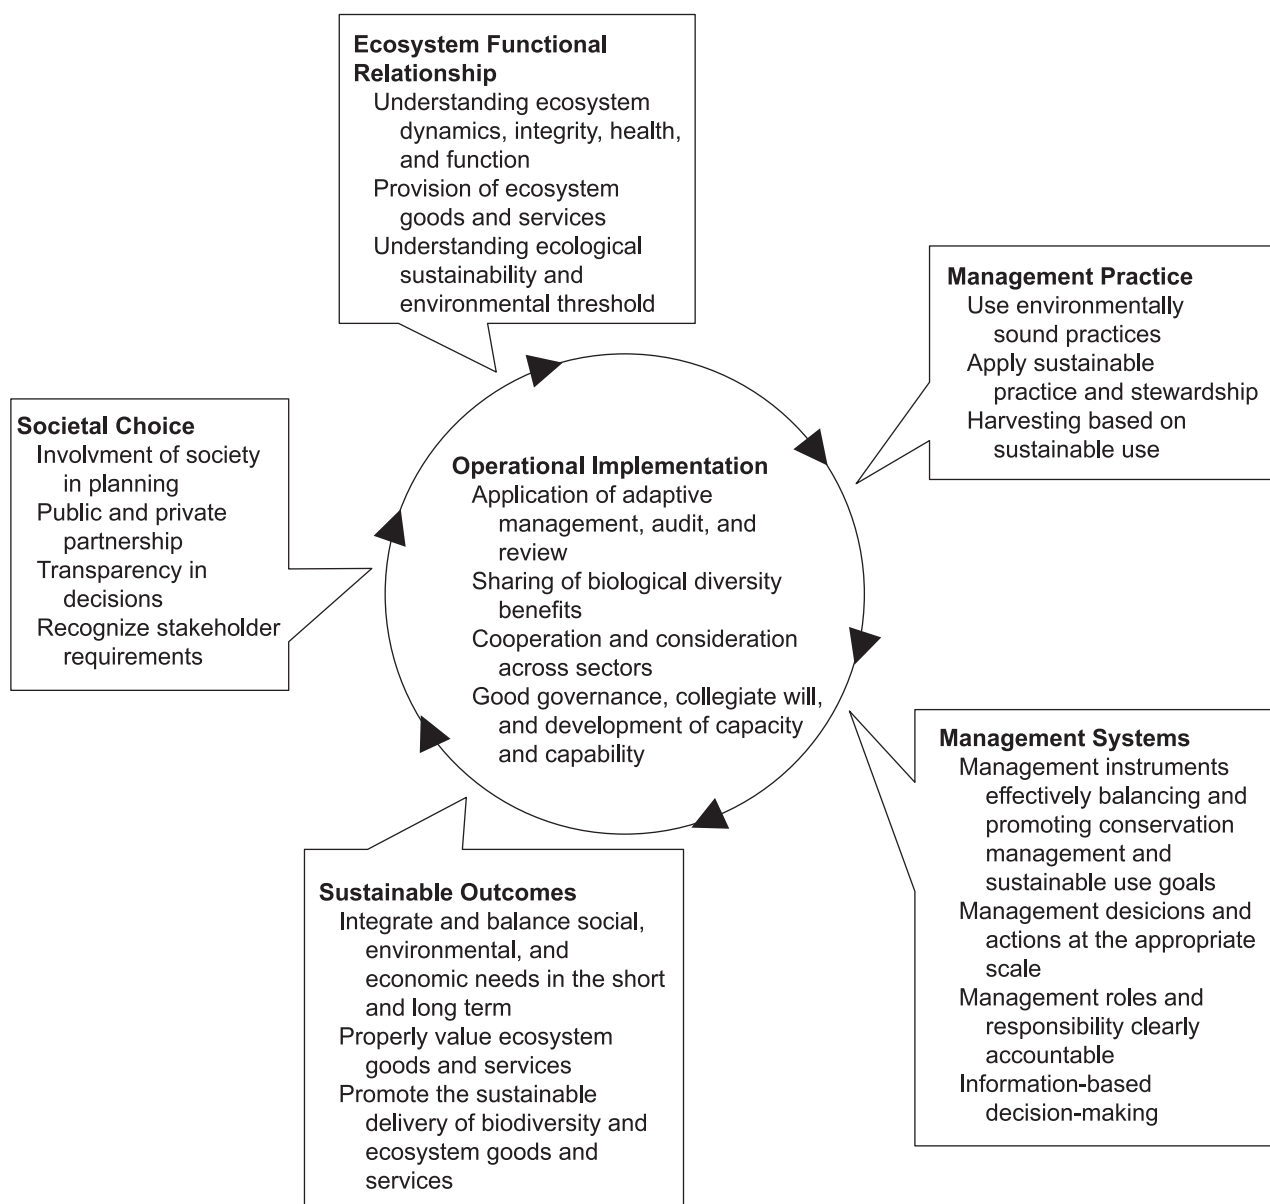 Ecosystem Functional
Relationship
Understanding ecosystem
dynamics, integrity, health,
and function
Provision of ecosystem
goods and services
Understanding ecological
sustainability and
environmental threshold
Management Practice
Use environmentally
sound practices
Apply sustainable
practice and stewardship
Harvesting based on
sustainable use
Societal Choice
Involvment of society
in planning
Public and private
partnership
Transparency in
decisions
Recognize stakeholder
requirements
Operational Implementation
Application of adaptive
management, audit, and
review
Sharing of biological diversity
benefits
Cooperation and consideration
across sectors
Good governance, collegiate will,
and development of capacity
and capability
Management Systems
Management instruments
effectively balancing and
promoting conservation
management and
sustainable use goals
Management desicions and
actions at the appropriate
scale
Management roles and
responsibility clearly
accountable
Information-based
decision-making
Sustainable Outcomes
Integrate and balance social,
environmental, and
economic needs in the short
and long term
Properly value ecosystem
goods and services
Promote the sustainable
delivery of biodiversity and
ecosystem goods and
services